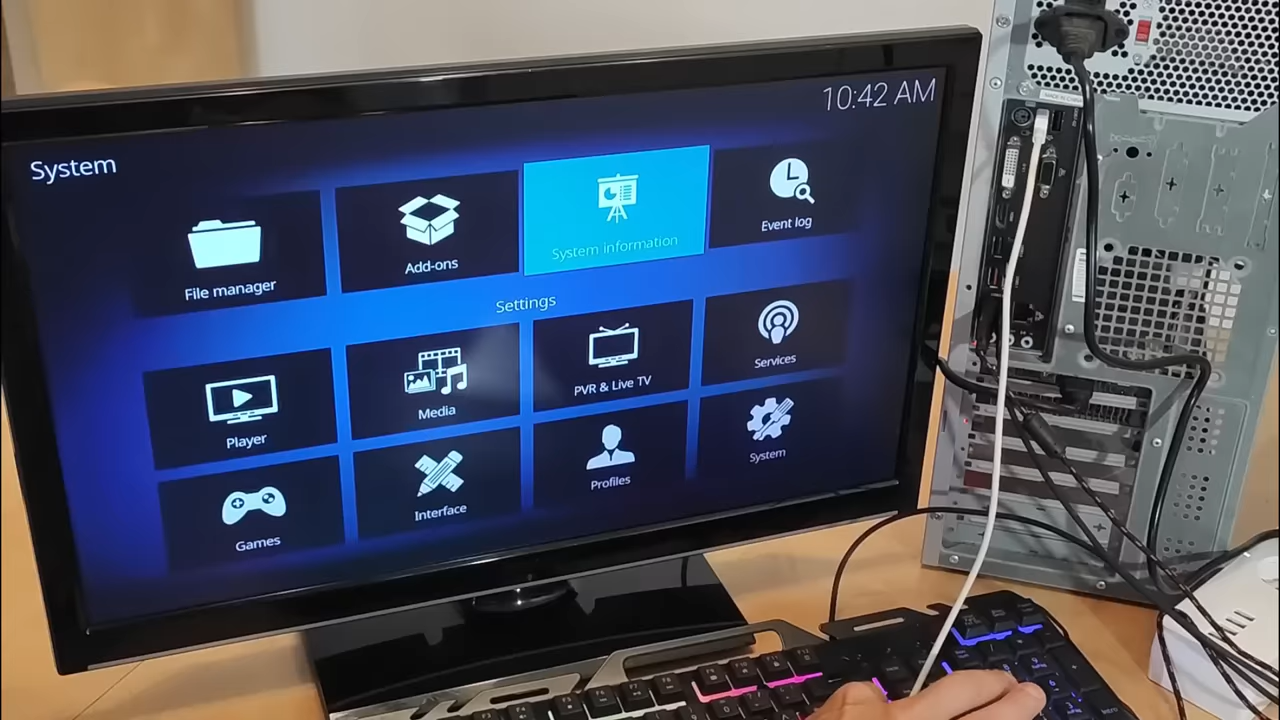 10:42 AM
System
File manager
Add-ons
System information
Event log
Settings
Player
Media
PVR & Live TV
Services
Games
Interface
Profiles
System